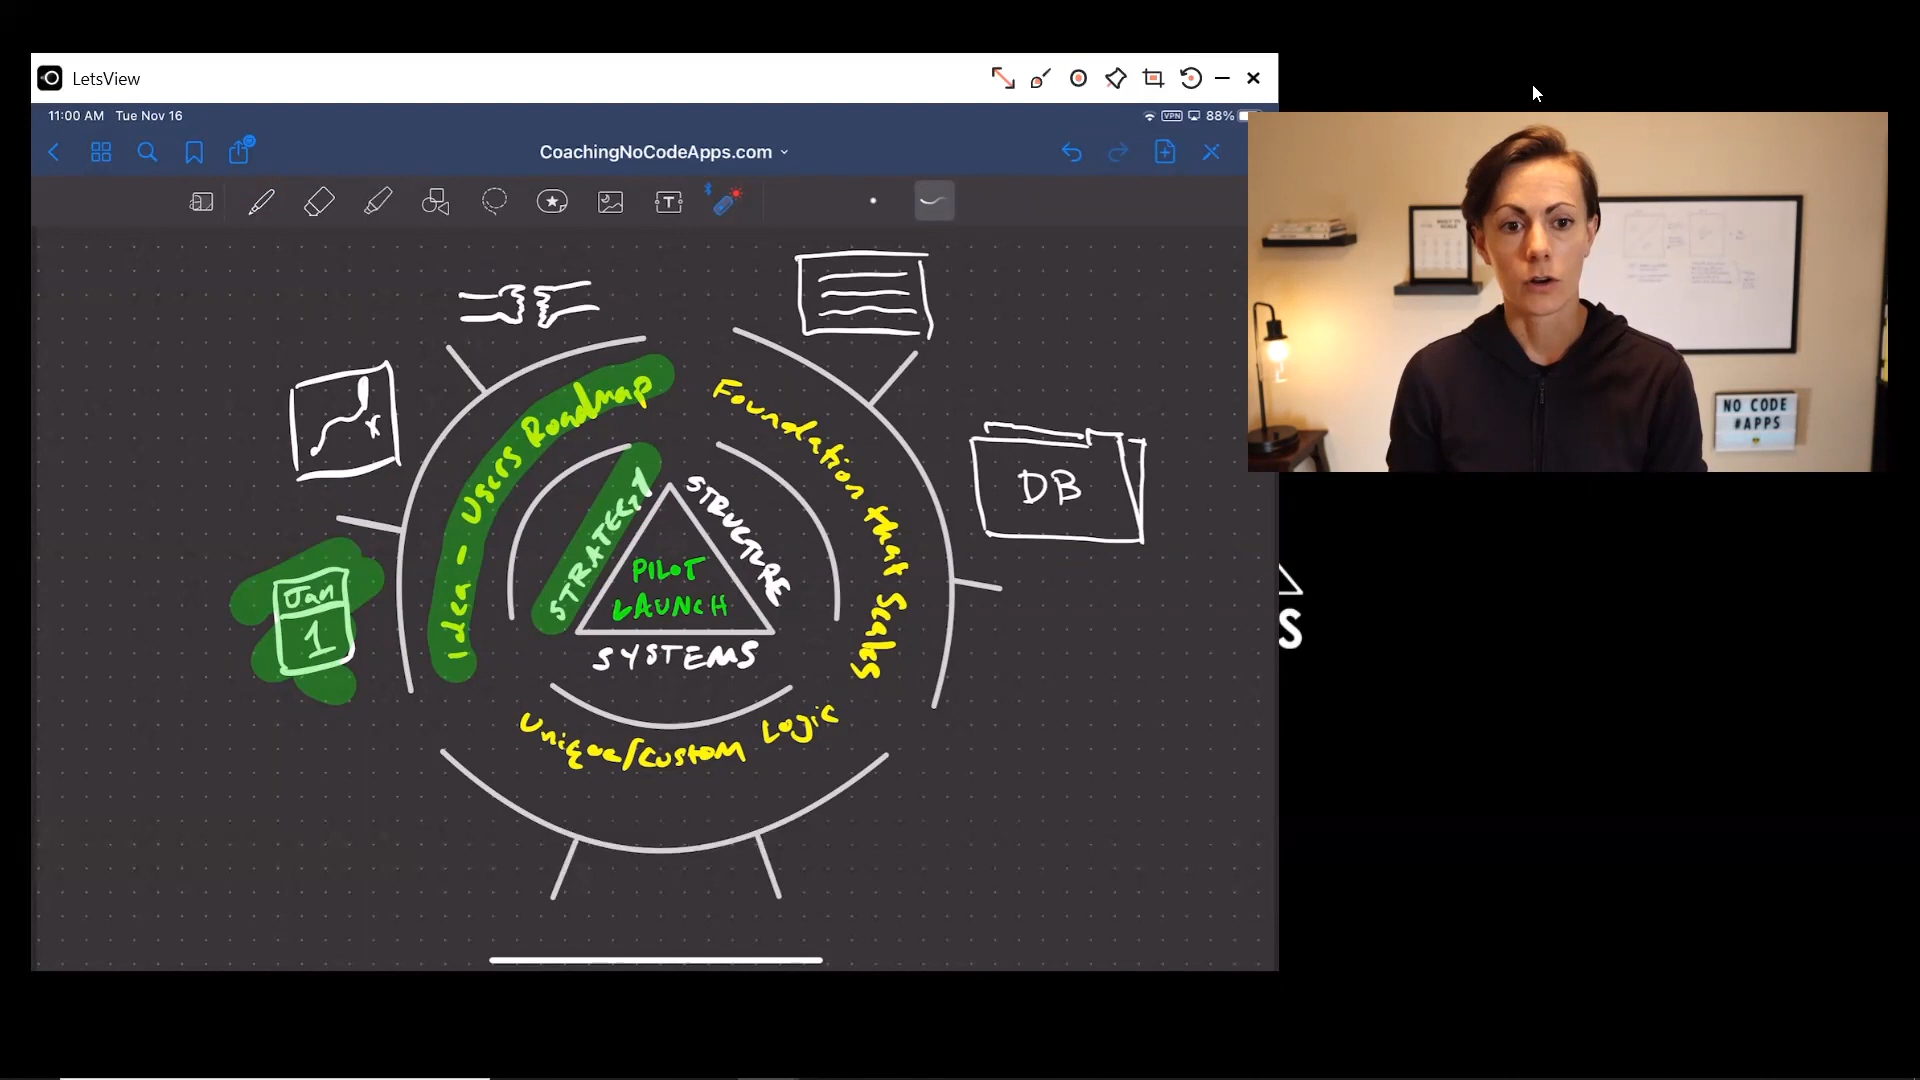 LetsView
11:00 AM Tue Nov 16
VPN 88%
CoachingNoCodeApps.com
T
Idea - Users Roadmap
Foundation that Scales
STRATEGY
STRUCTURE
PILOT
LAUNCH
SYSTEMS
Unique/Custom Logic
x
DB
Jan
1
NO CODE
#APPS
S